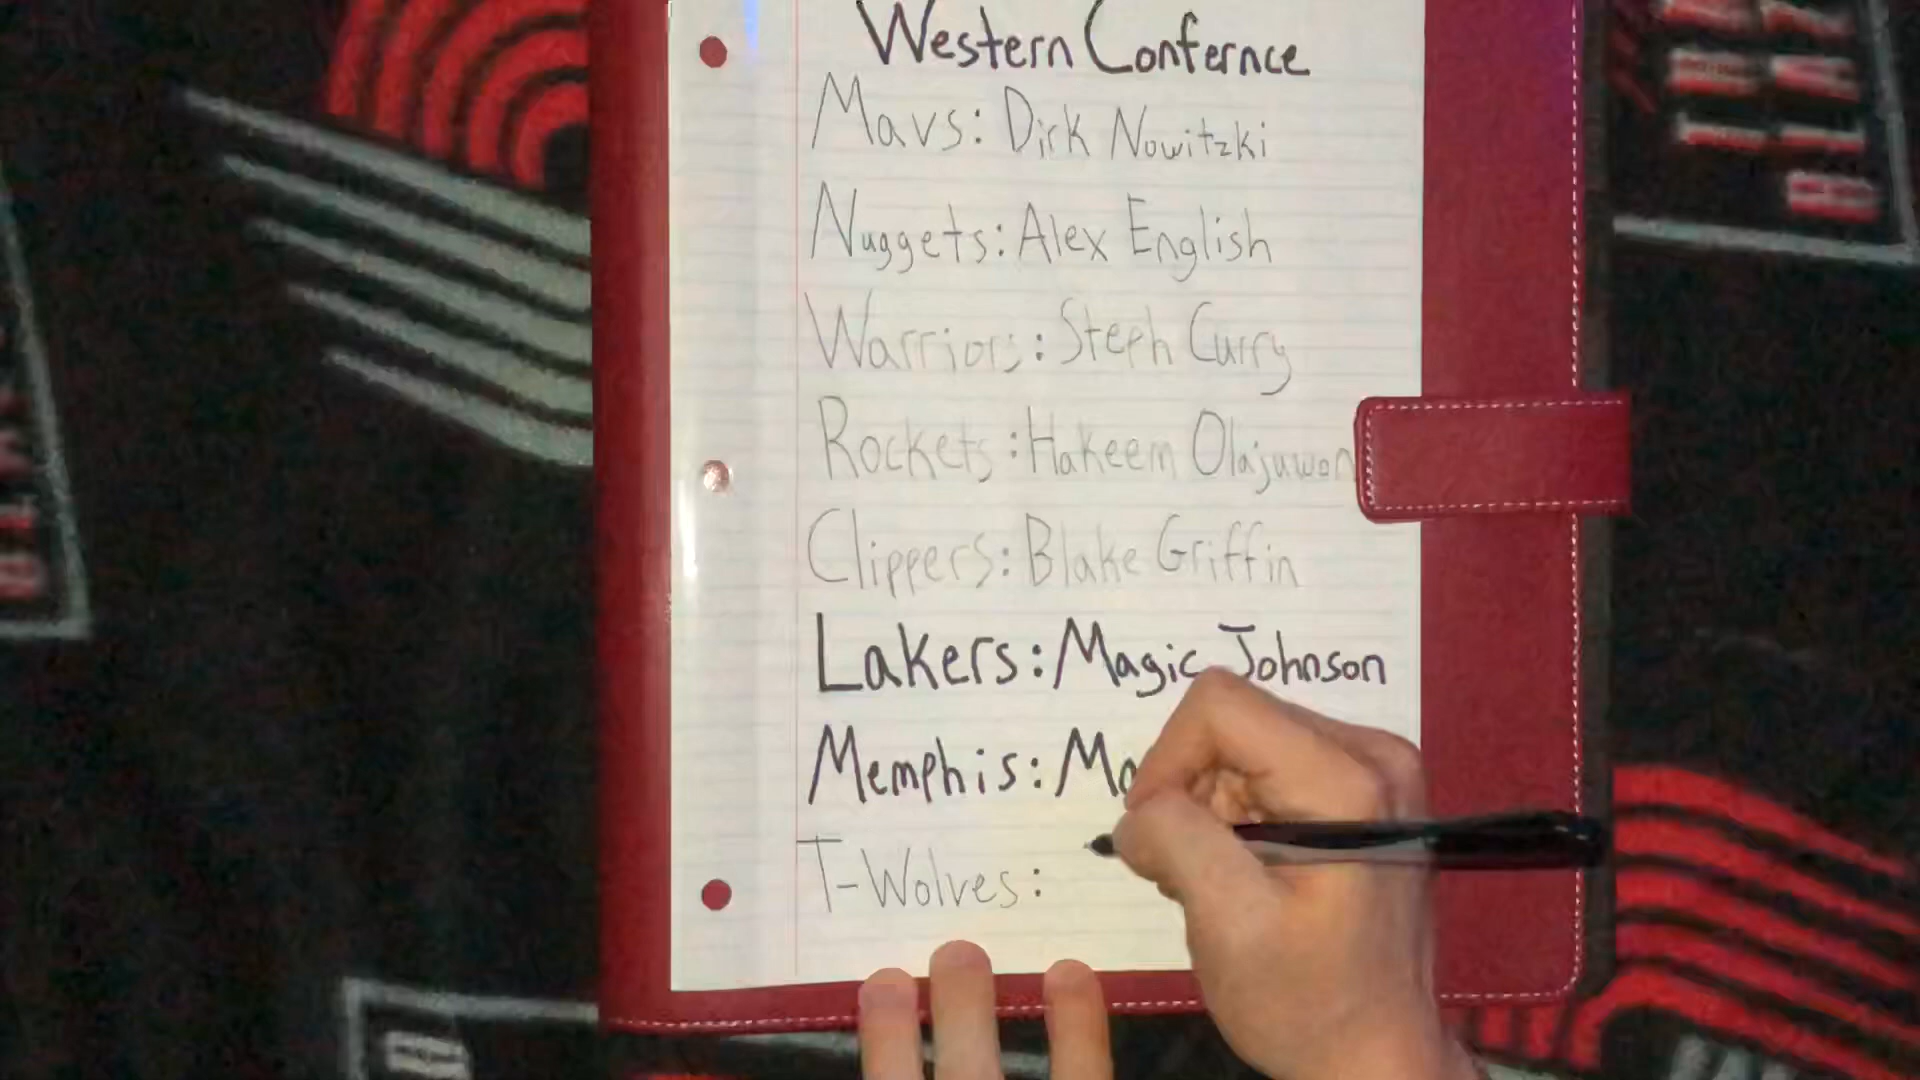 Western Confernce
Mavs: Dirk Nowitzki
Nuggets: Alex English
Warriors: Steph Curry
Rockets: Hakeem Olajuwon
Clippers: Blake Griffin
Lakers: Magic Johnson
Memphis:
T-Wolves: